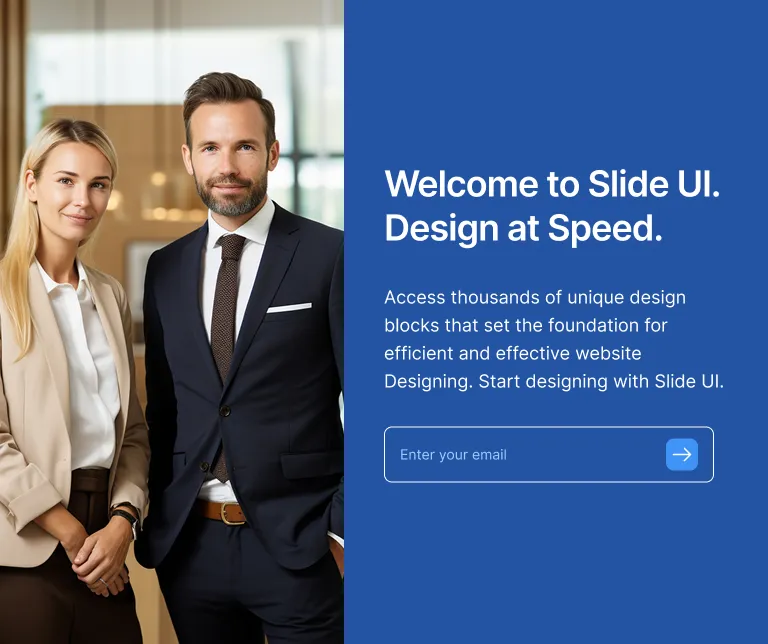 Welcome to Slide UI.
Design at Speed.
Access thousands of unique design
blocks that set the foundation for
efficient and effective website
Designing. Start designing with Slide UI.
Enter your email